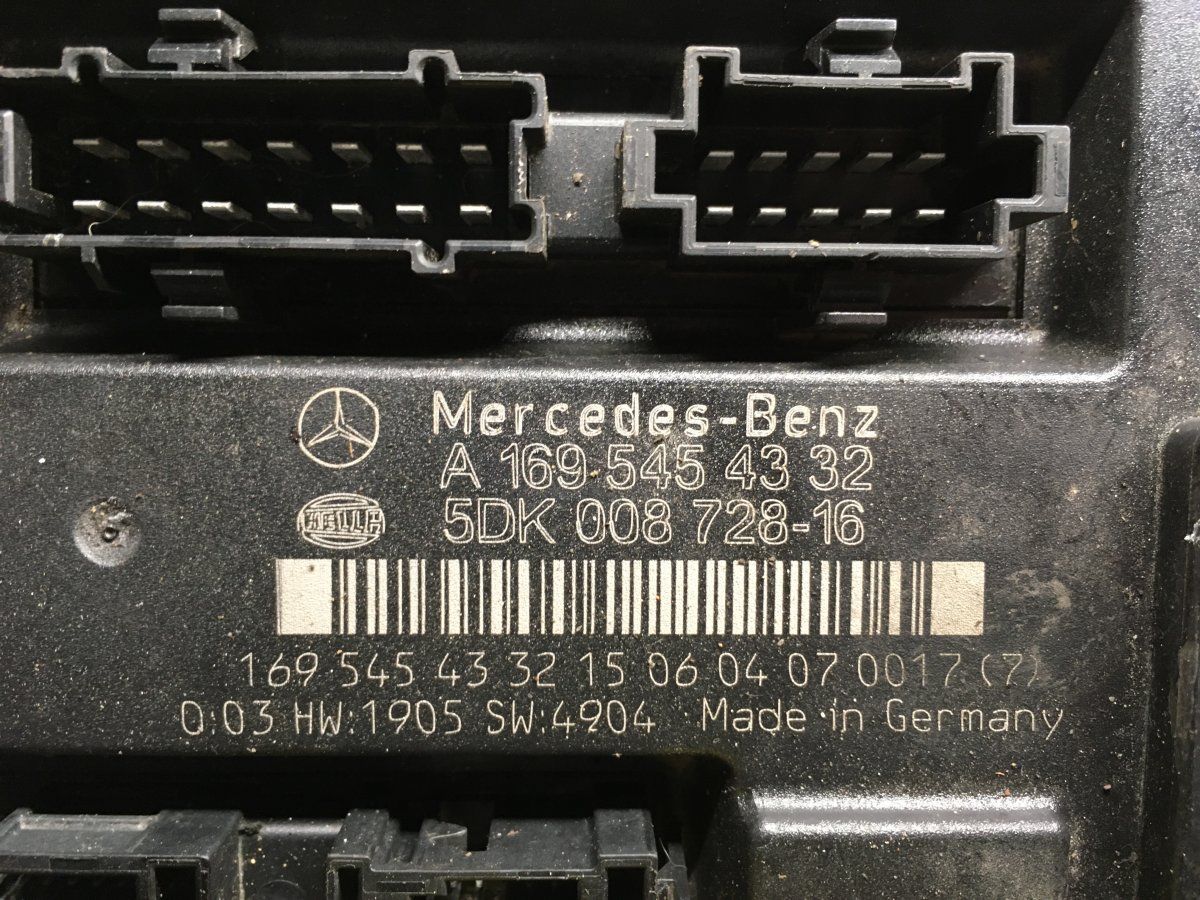 Mercedes-Benz
A 169 545 43 32
HELLA
5DK 008 728-16
169 545 43 32 15 06 04 07 0017 (7)
Q:03 HW:1905 SW:4904 Made in Germany